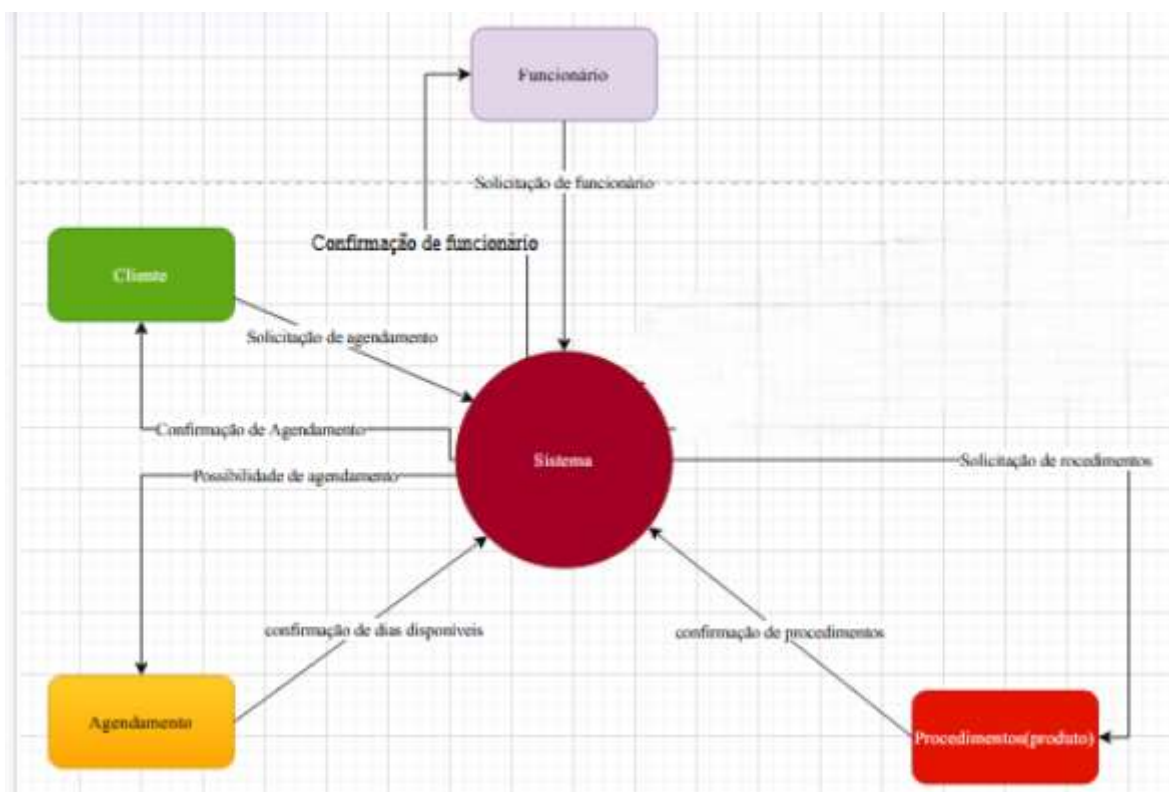 Funcionário
Solicitação de funcionário
Confirmação de funcionário
Cliente
Solicitação de agendamento
Confirmação de Agendamento
Sistema
Solicitação de rocedimentos
Possibilidade de agendamento
confirmação de dias disponíveis
confirmação de procedimentos
Agendamento
Procedimentos(produto)